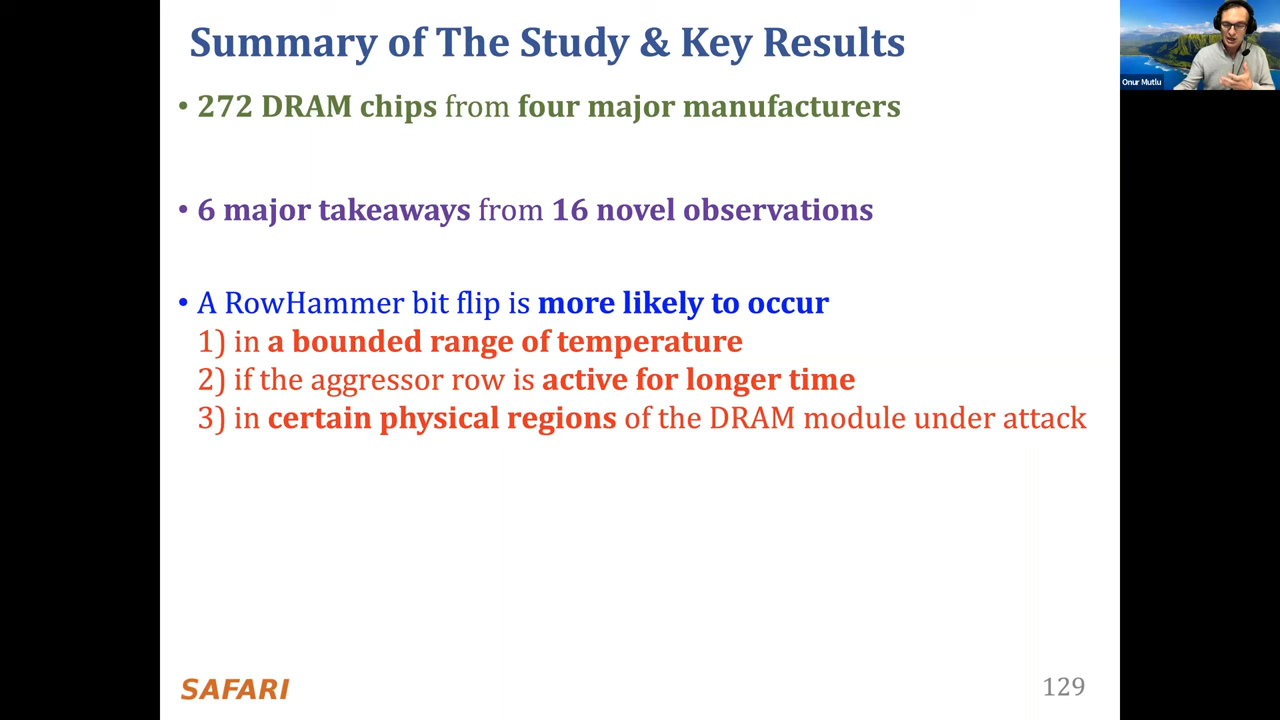 Summary of The Study & Key Results
• 272 DRAM chips from four major manufacturers
• 6 major takeaways from 16 novel observations
• A RowHammer bit flip is more likely to occur
1) in a bounded range of temperature
2) if the aggressor row is active for longer time
3) in certain physical regions of the DRAM module under attack
SAFARI
129
Onur Mutlu